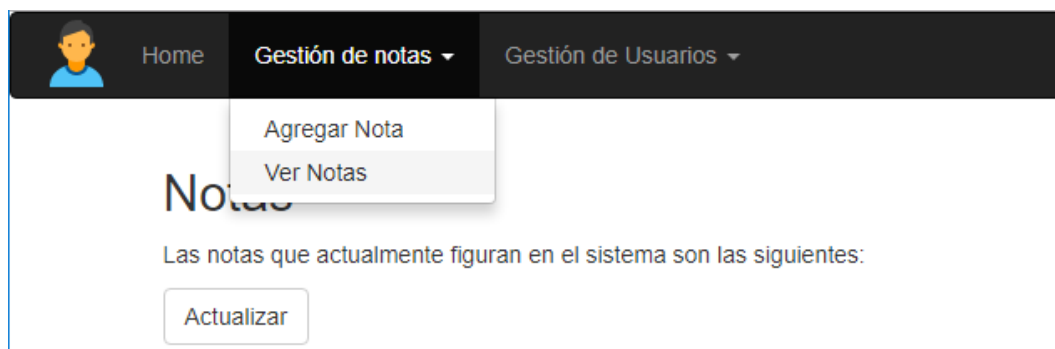 Home Gestión de notas Gestión de Usuarios
Agregar Nota
Ver Notas
Notas
Las notas que actualmente figuran en el sistema son las siguientes:
Actualizar